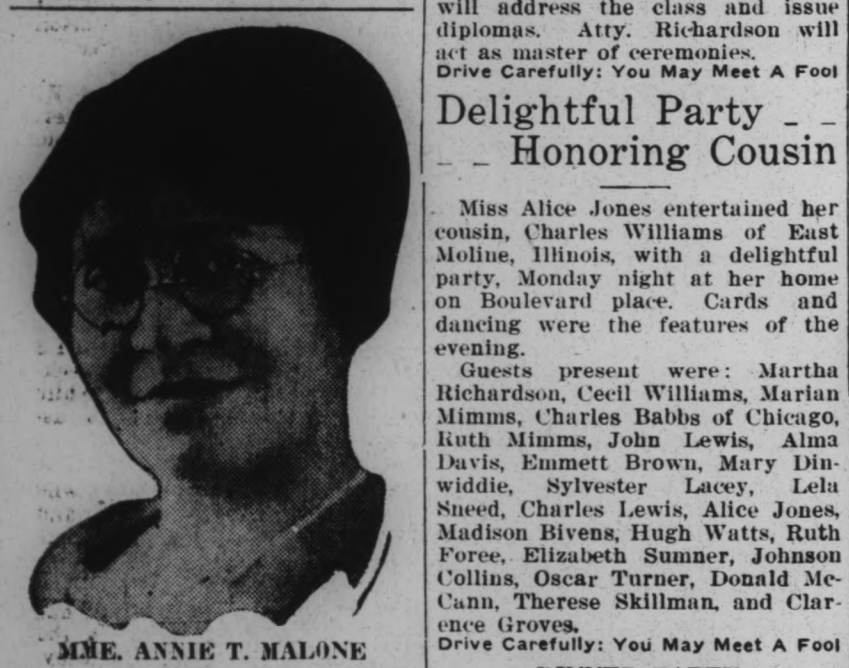 MME. ANNIE T. MALONE
will address the class and issue
diplomas. Atty. Richardson will
act as master of ceremonies.
Drive Carefully: You May Meet A Fool
Delightful Party _ _
_ _ Honoring Cousin
Miss Alice Jones entertained her
cousin, Charles Williams of East
Moline, Illinois, with a delightful
party, Monday night at her home
on Boulevard place. Cards and
dancing were the features of the
evening.
Guests present were: Martha
Richardson, Cecil Williams, Marian
Mimms, Charles Babbs of Chicago,
Ruth Mimms, John Lewis, Alma
Davis, Emmett Brown, Mary Din-
widdie, Sylvester Lacey, Lela
Sneed, Charles Lewis, Alice Jones,
Madison Bivens, Hugh Watts, Ruth
Foree, Elizabeth Sumner, Johnson
Collins, Oscar Turner, Donald Mc-
Cann, Therese Skillman, and Clar-
ence Groves.
Drive Carefully: You May Meet A Fool